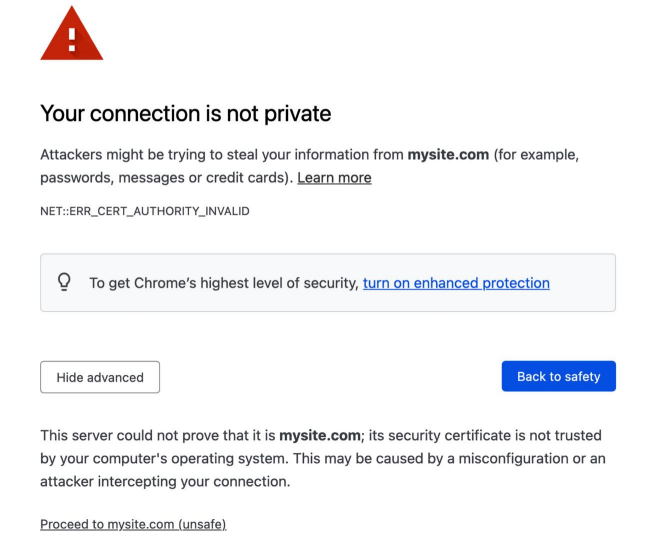 Your connection is not private
Attackers might be trying to steal your information from mysite.com (for example,
passwords, messages or credit cards). Learn more
NET::ERR_CERT_AUTHORITY_INVALID
To get Chrome's highest level of security, turn on enhanced protection
Hide advanced
Back to safety
This server could not prove that it is mysite.com; its security certificate is not trusted
by your computer's operating system. This may be caused by a misconfiguration or an
attacker intercepting your connection.
Proceed to mysite.com (unsafe)